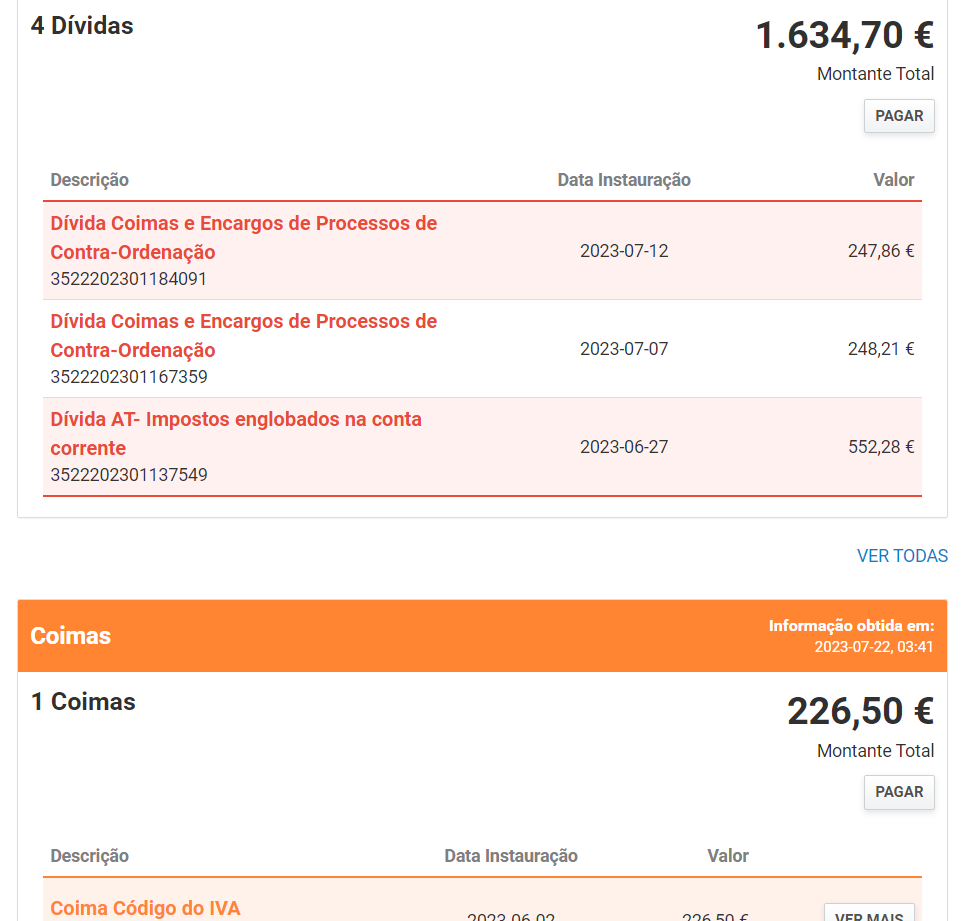 4 Dívidas
1.634,70 €
Montante Total
PAGAR
Descrição Data Instauração Valor
Dívida Coimas e Encargos de Processos de
Contra-Ordenação
3522202301184091
2023-07-12 247,86 €
Dívida Coimas e Encargos de Processos de
Contra-Ordenação
3522202301167359
2023-07-07 248,21 €
Dívida AT- Impostos englobados na conta
corrente
3522202301137549
2023-06-27 552,28 €
VER TODAS
Coimas
Informação obtida em:
2023-07-22, 03:41
1 Coimas
226,50 €
Montante Total
PAGAR
Descrição Data Instauração Valor
Coima Código do IVA
2023-06-02 226,50 € VER MAIS